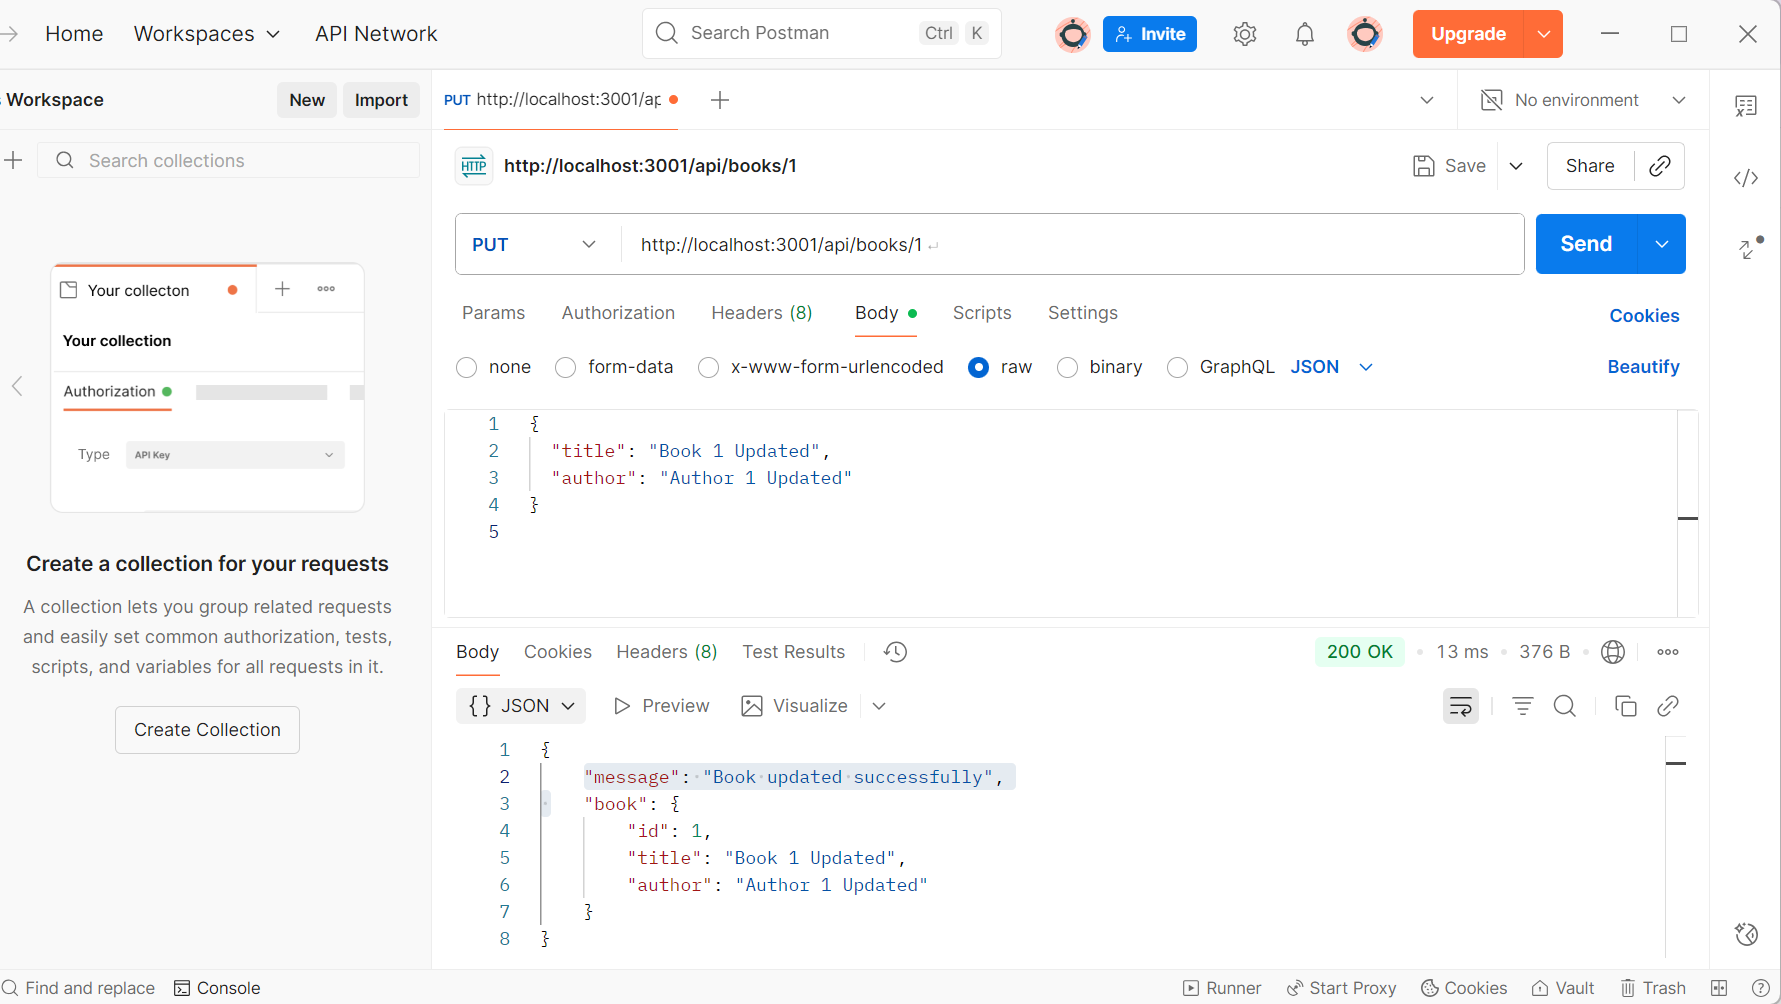 Home Workspaces API Network Search Postman Ctrl K Invite Upgrade
Workspace New Import PUT http://localhost:3001/ap No environment
Search collections
HTTP http://localhost:3001/api/books/1 Save Share
PUT http://localhost:3001/api/books/1 Send
Params Authorization Headers (8) Body Scripts Settings Cookies
none form-data x-www-form-urlencoded raw binary GraphQL JSON Beautify
1 {
2 "title": "Book 1 Updated",
3 "author": "Author 1 Updated"
4 }
5
Your collecton
Your collection
Authorization
Type API Key
Create a collection for your requests
A collection lets you group related requests
and easily set common authorization, tests,
scripts, and variables for all requests in it.
Create Collection
Body Cookies Headers (8) Test Results 200 OK 13 ms 376 B
{} JSON Preview Visualize
1 {
2 "message": "Book updated successfully",
3 "book": {
4 "id": 1,
5 "title": "Book 1 Updated",
6 "author": "Author 1 Updated"
7 }
8 }
Find and replace Console Runner Start Proxy Cookies Vault Trash